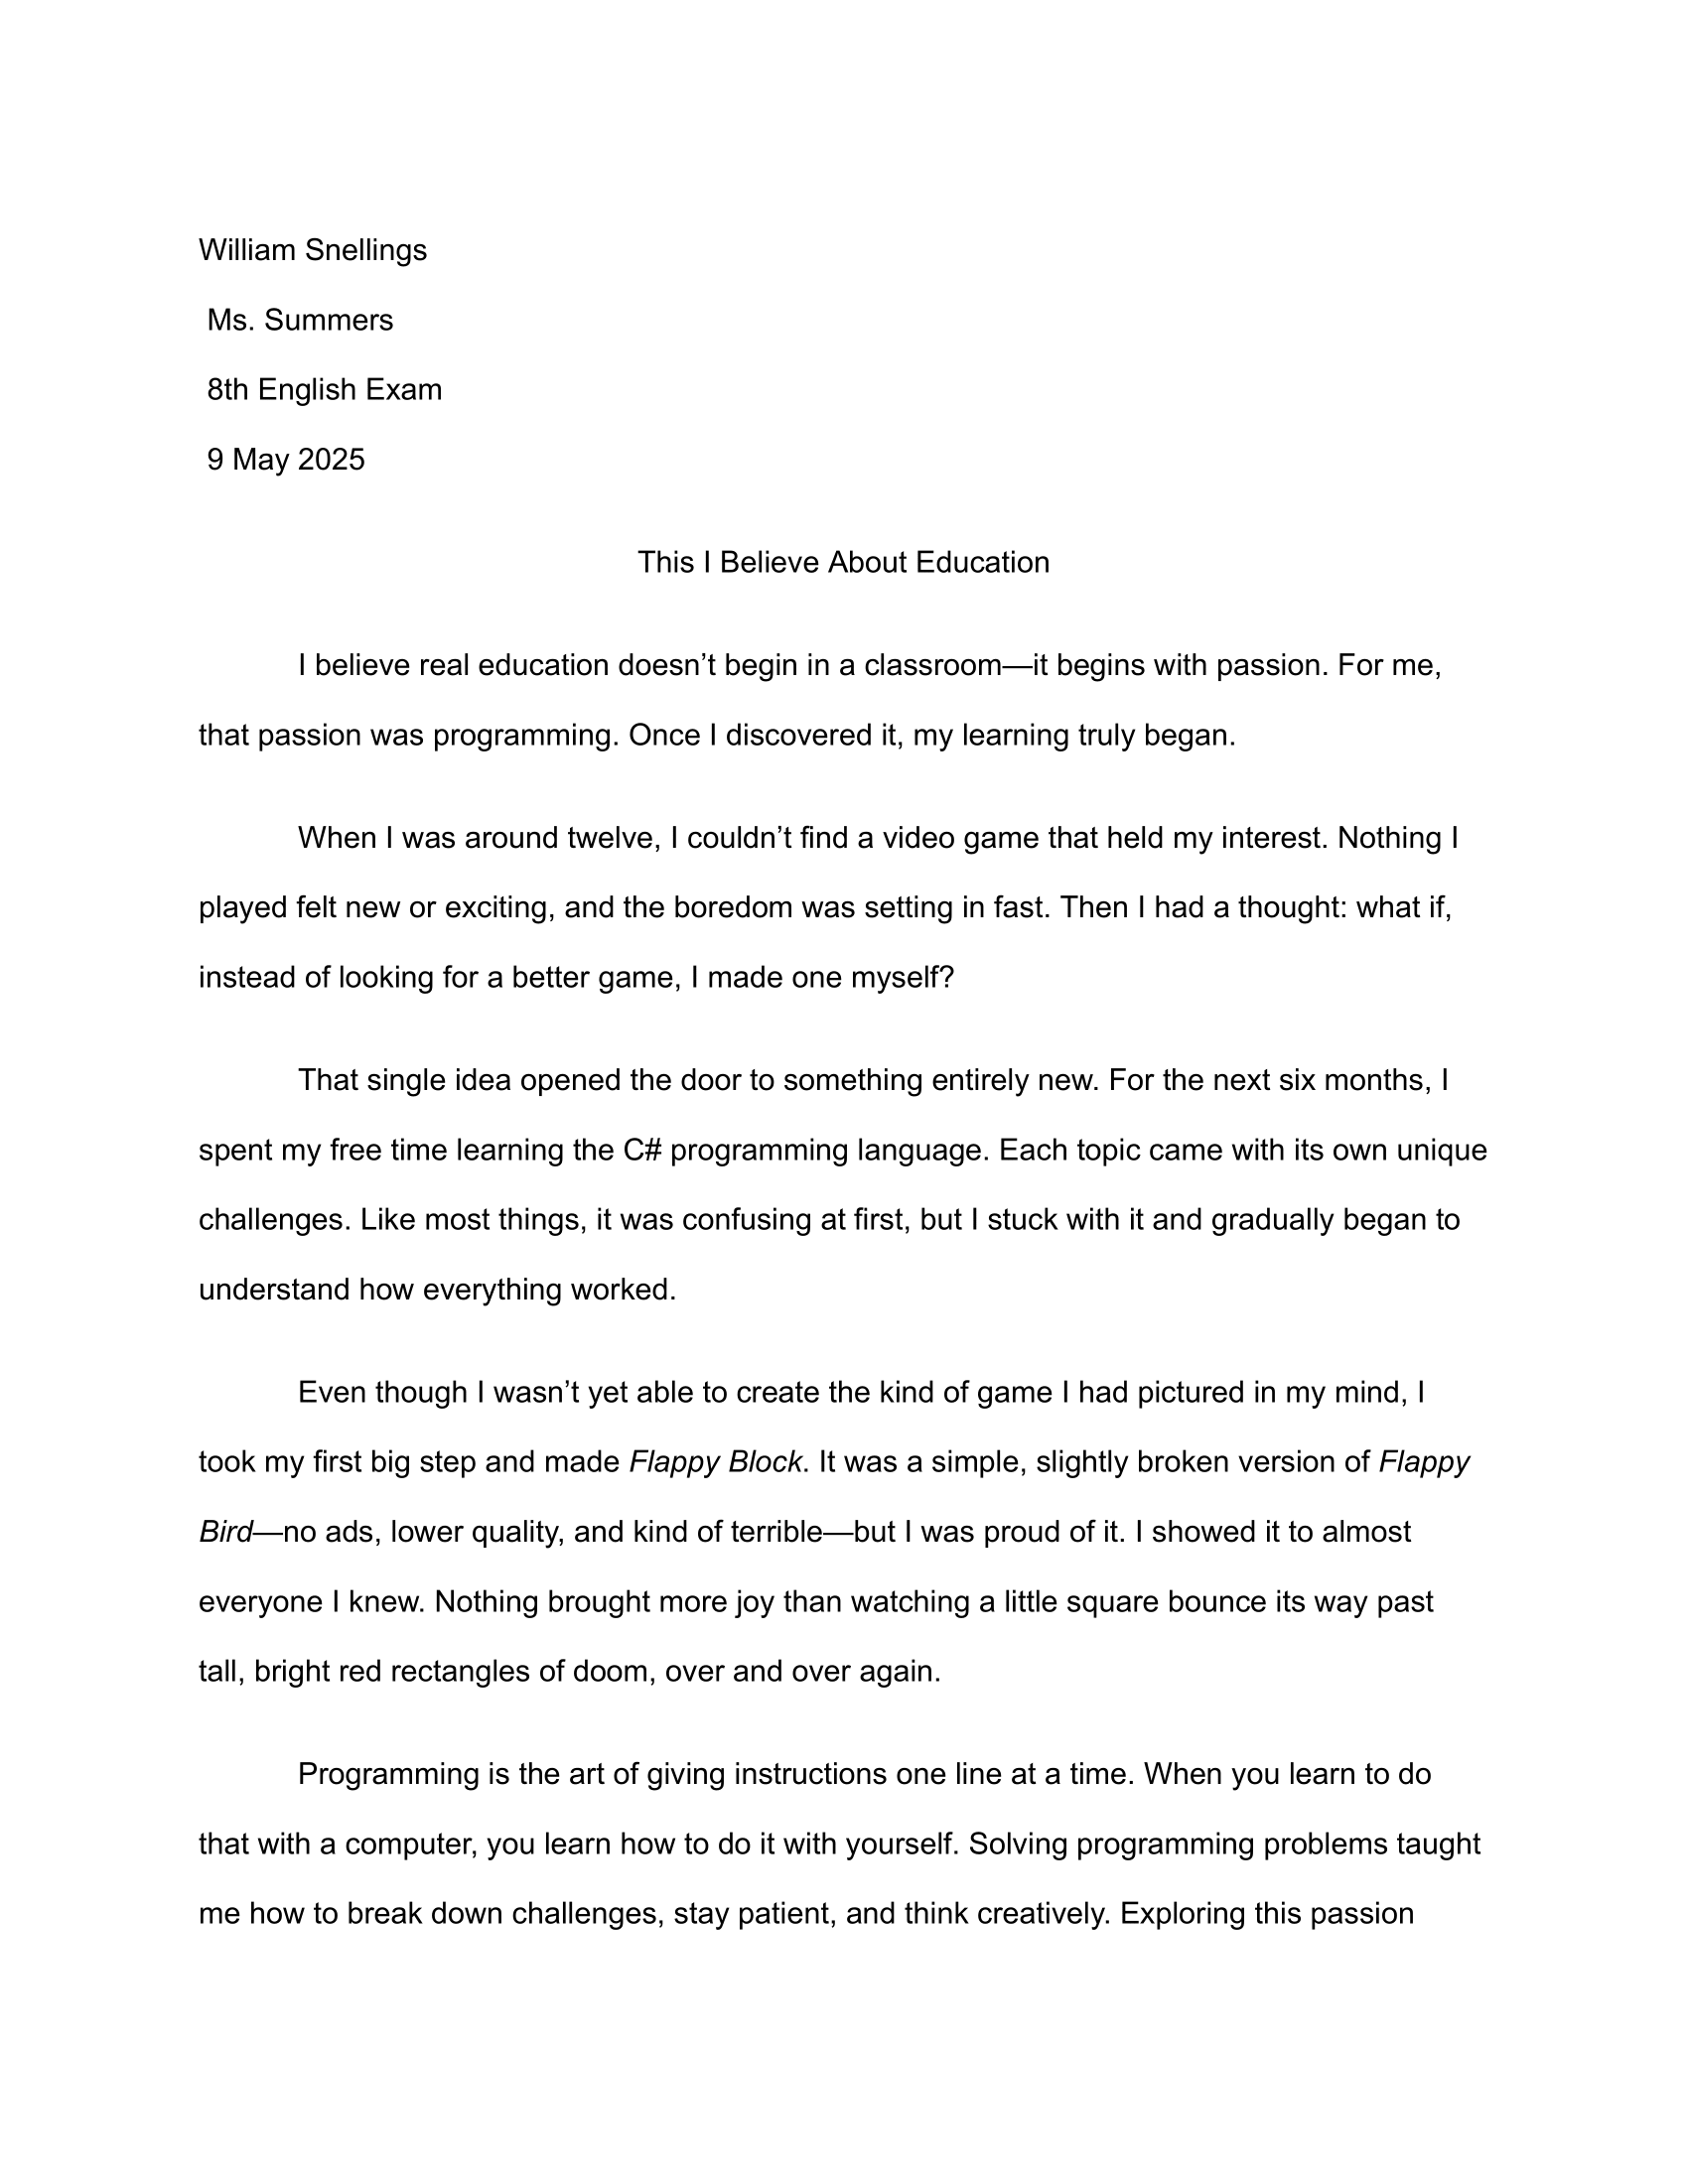 William Snellings
Ms. Summers
8th English Exam
9 May 2025
This I Believe About Education
I believe real education doesn’t begin in a classroom—it begins with passion. For me,
that passion was programming. Once I discovered it, my learning truly began.
When I was around twelve, I couldn’t find a video game that held my interest. Nothing I
played felt new or exciting, and the boredom was setting in fast. Then I had a thought: what if,
instead of looking for a better game, I made one myself?
That single idea opened the door to something entirely new. For the next six months, I
spent my free time learning the C# programming language. Each topic came with its own unique
challenges. Like most things, it was confusing at first, but I stuck with it and gradually began to
understand how everything worked.
Even though I wasn’t yet able to create the kind of game I had pictured in my mind, I
took my first big step and made Flappy Block. It was a simple, slightly broken version of Flappy
Bird—no ads, lower quality, and kind of terrible—but I was proud of it. I showed it to almost
everyone I knew. Nothing brought more joy than watching a little square bounce its way past
tall, bright red rectangles of doom, over and over again.
Programming is the art of giving instructions one line at a time. When you learn to do
that with a computer, you learn how to do it with yourself. Solving programming problems taught
me how to break down challenges, stay patient, and think creatively. Exploring this passion